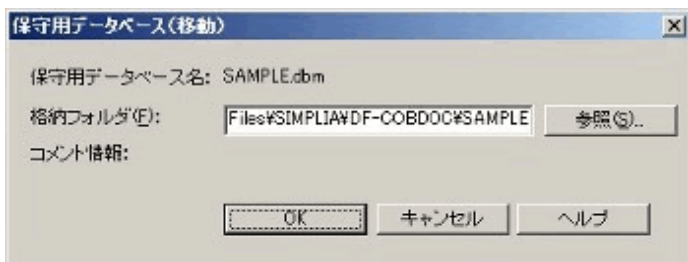 保守用データベース(移動)
保守用データベース名: SAMPLE.dbm
格納フォルダ(F): Files¥SIMPLIA¥DF-COBDOC¥SAMPLE 参照(S)...
コメント情報:
OK キャンセル ヘルプ